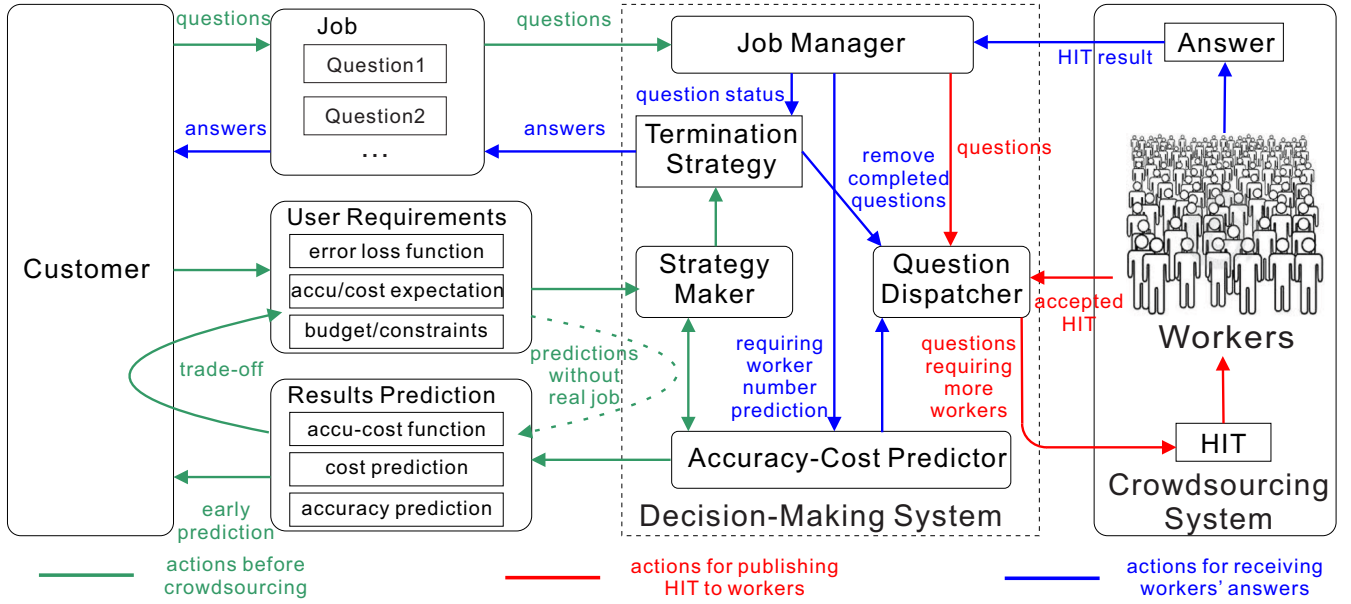 questions
Job
Question1
Question2
...
answers
questions
answers
Customer
User Requirements
error loss function
accu/cost expectation
budget/constraints
trade-off
predictions
without
real job
Results Prediction
accu-cost function
cost prediction
accuracy prediction
early
prediction
Job Manager
question status
Termination
Strategy
remove
completed
questions
questions
Strategy
Maker
Question
Dispatcher
requiring
worker
number
prediction
questions
requiring
more
workers
Accuracy-Cost Predictor
Decision-Making System
HIT result
Answer
accepted
HIT
Workers
HIT
Crowdsourcing
System
actions before
crowdsourcing
actions for publishing
HIT to workers
actions for receiving
workers' answers